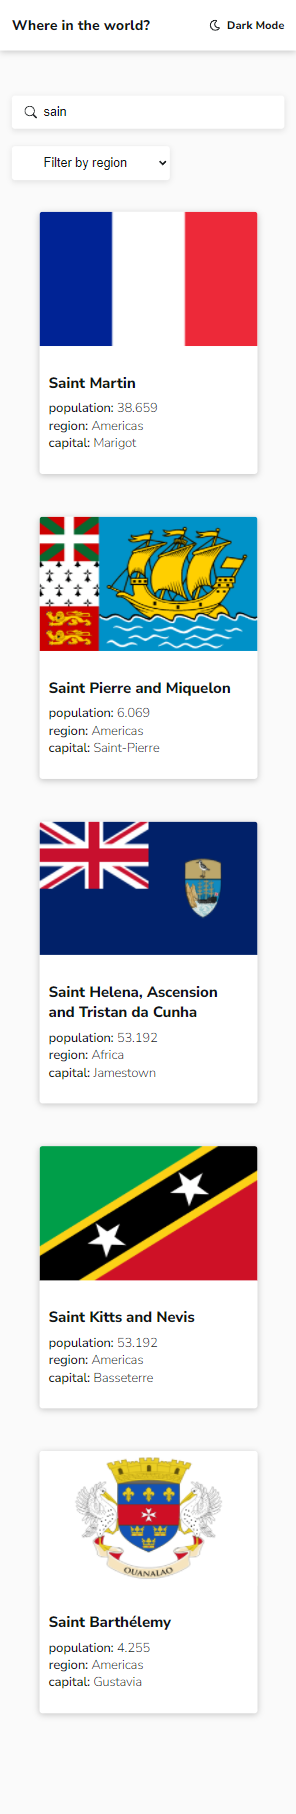 Where in the world?
Dark Mode
sain
Filter by region
Saint Martin
population: 38.659
region: Americas
capital: Marigot
Saint Pierre and Miquelon
population: 6.069
region: Americas
capital: Saint-Pierre
Saint Helena, Ascension
and Tristan da Cunha
population: 53.192
region: Africa
capital: Jamestown
Saint Kitts and Nevis
population: 53.192
region: Americas
capital: Basseterre
OUANALAO
Saint Barthélemy
population: 4.255
region: Americas
capital: Gustavia